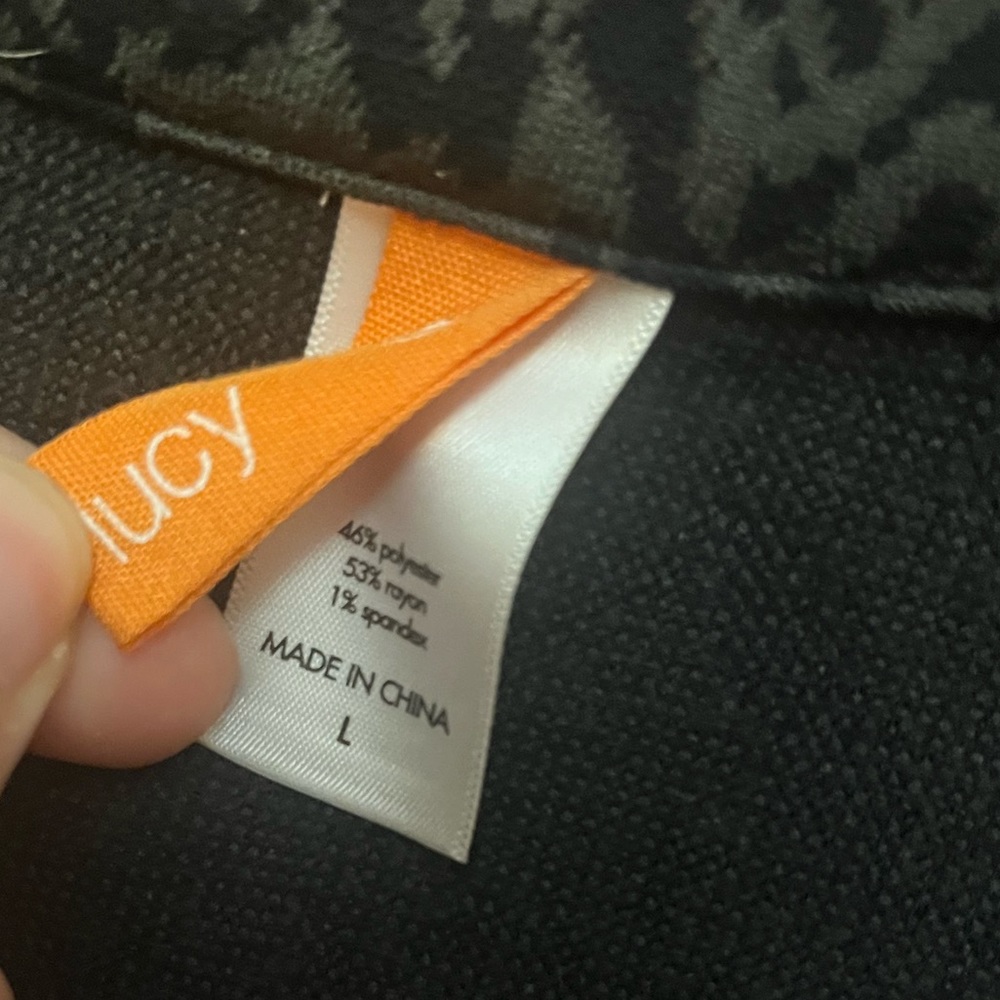 lucy
46% polyester
53% rayon
1% spandex
MADE IN CHINA
L